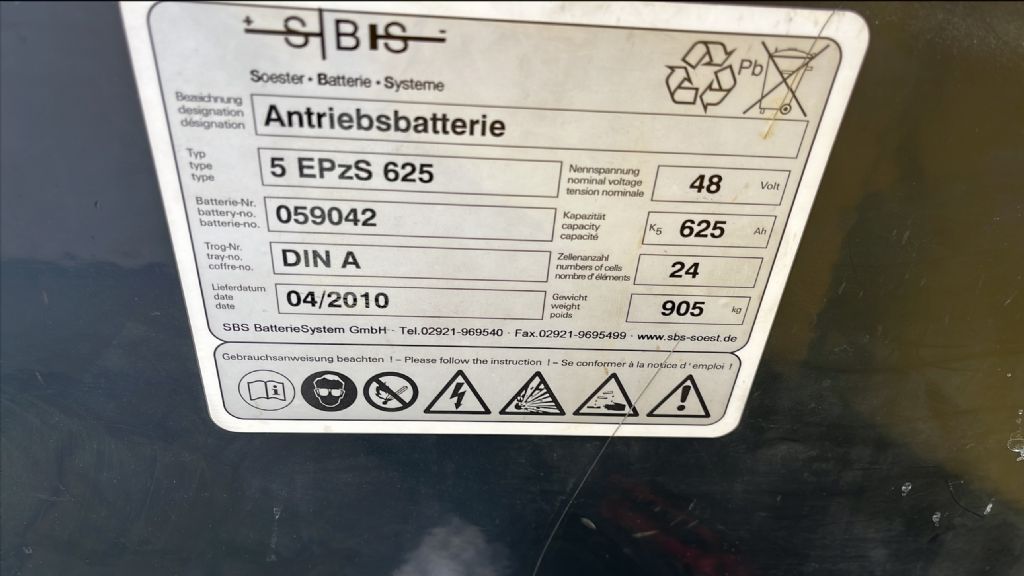 + S B S -
Soester • Batterie • Systeme
Pb
Bezeichnung
designation
désignation
Antriebsbatterie
Typ
type
type
5 EPzS 625
Nennspannung
nominal voltage
tension nominale
48 Volt
Batterie-Nr.
battery-no.
batterie-no.
059042
Kapazität
capacity
capacité
K5 625 Ah
Trog-Nr.
tray-no.
coffre-no.
DIN A
Zellenanzahl
numbers of cells
nombre d'éléments
24
Lieferdatum
date
date
04/2010
Gewicht
weight
poids
905 kg
SBS BatterieSystem GmbH · Tel.02921-969540 · Fax.02921-9695499 · www.sbs-soest.de
Gebrauchsanweisung beachten ! – Please follow the instruction ! – Se conformer à la notice d'emploi !